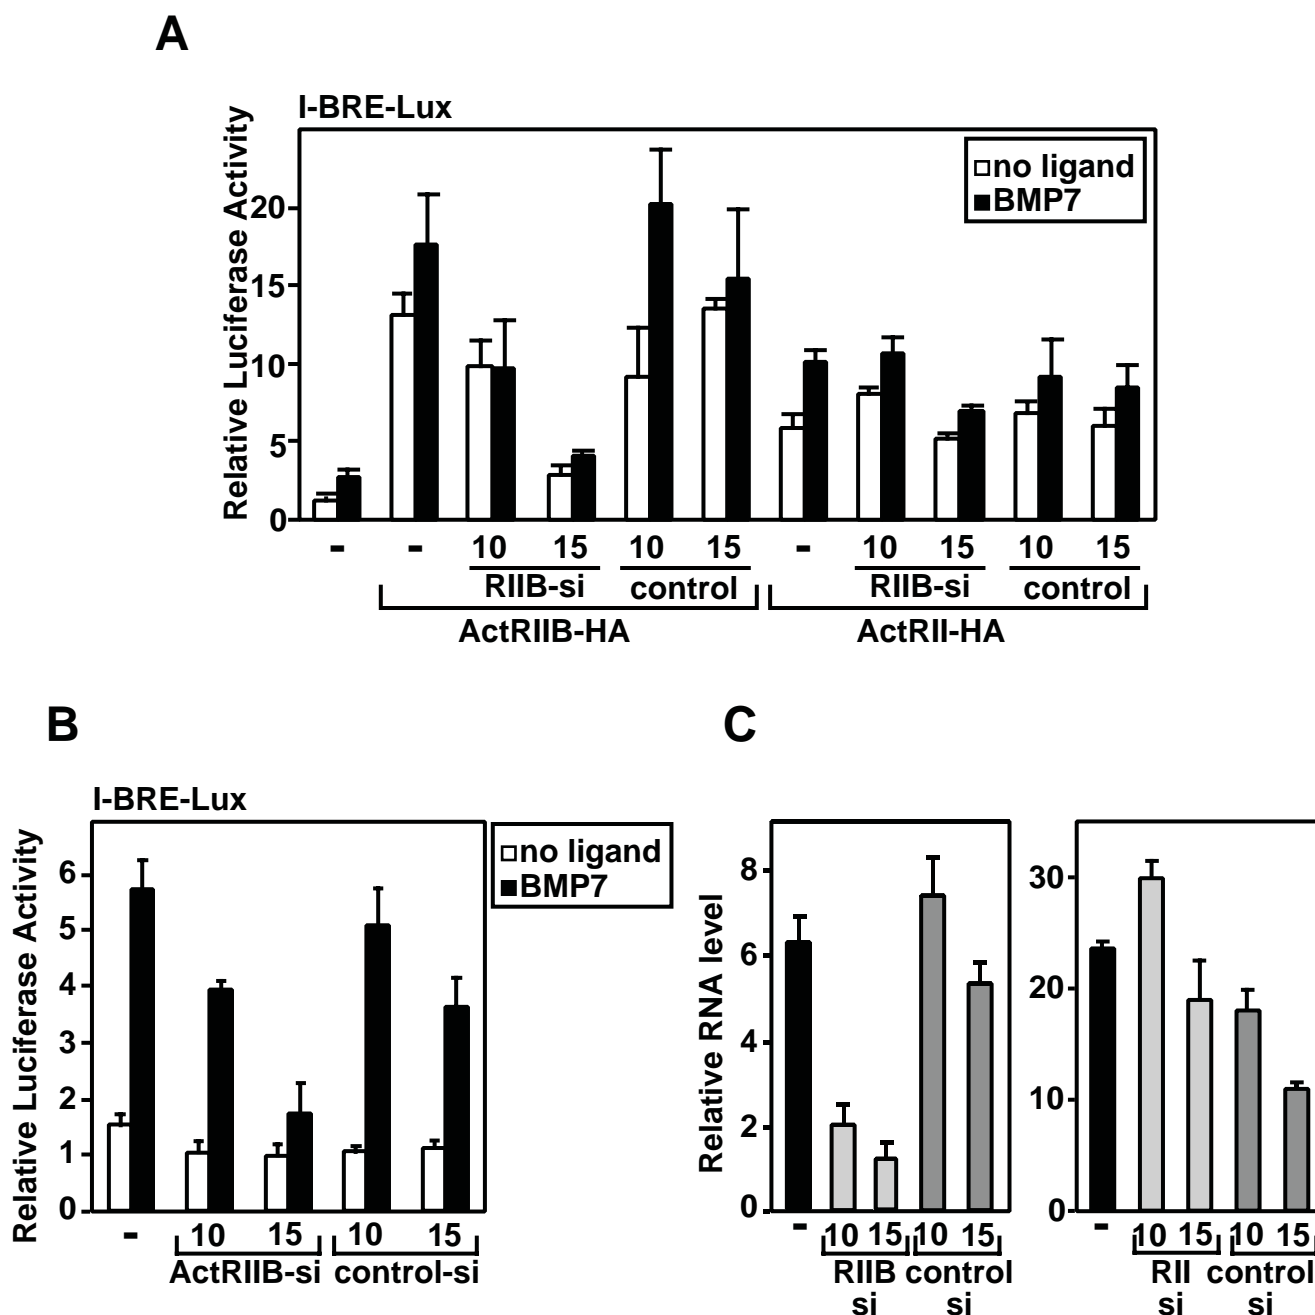 A
I-BRE-Lux
Relative Luciferase Activity
20
15
10
5
0
no ligand
BMP7
- - 10 15 10 15 - 10 15 10 15
RIIB-si control RIIB-si control
ActRIIB-HA ActRII-HA
B
I-BRE-Lux
Relative Luciferase Activity
6
5
4
3
2
1
0
no ligand
BMP7
- 10 15 10 15
ActRIIB-si control-si
C
Relative RNA level
8
6
4
2
0
- 10 15 10 15
RIIB control
si si
30
20
10
0
- 10 15 10 15
RII control
si si